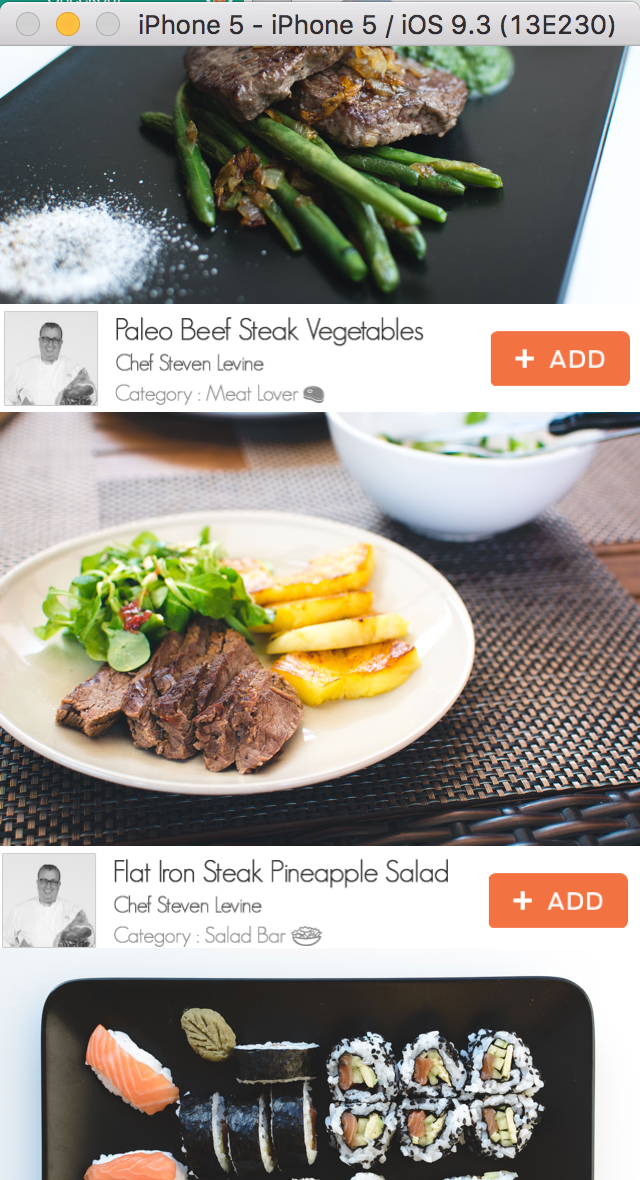 iPhone 5 - iPhone 5 / iOS 9.3 (13E230)
Paleo Beef Steak Vegetables
Chef Steven Levine
Category : Meat Lover
+ ADD
Flat Iron Steak Pineapple Salad
Chef Steven Levine
Category : Salad Bar
+ ADD